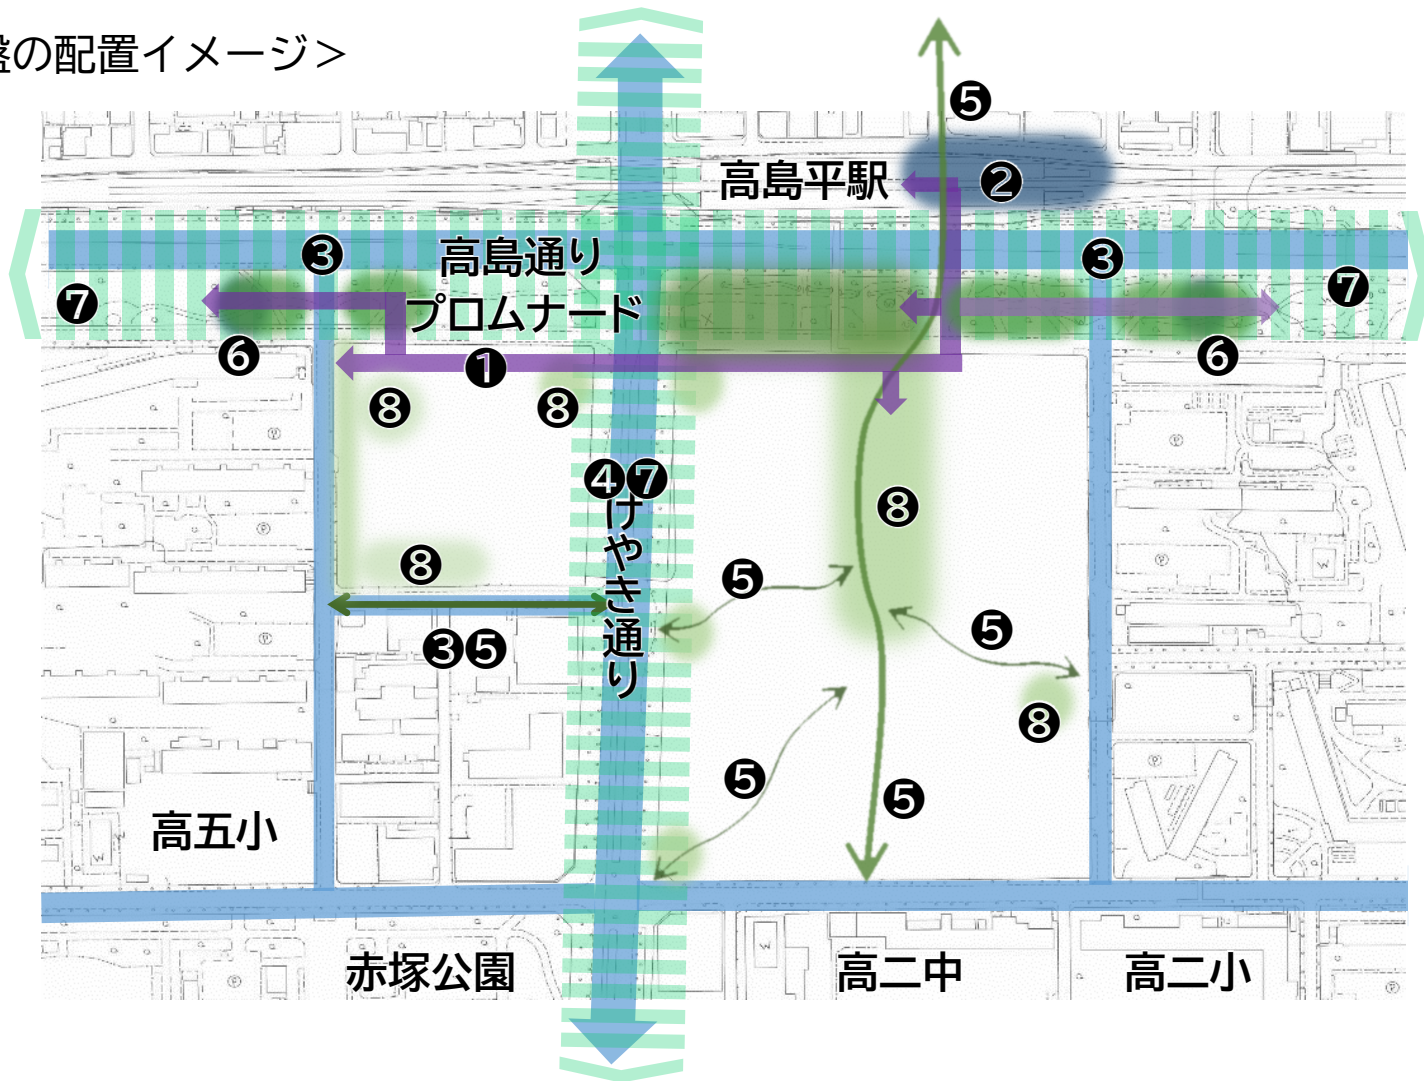 盤の配置イメージ＞
❺
高島平駅
❷
❸
高島通り
❸
❼
プロムナード
❼
❻
❶
❻
❽
❽
❹❼
けやき通り
❽
❽
❺
❺
❸❺
❽
❺
❺
高五小
赤塚公園
高二中
高二小